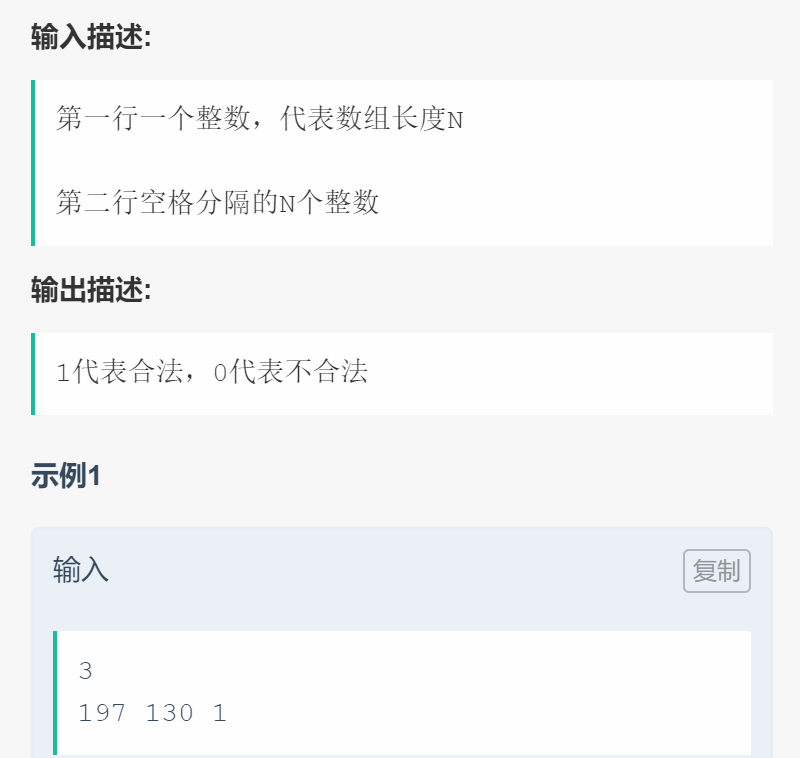 输入描述:
第一行一个整数，代表数组长度N
第二行空格分隔的N个整数
输出描述:
1代表合法，0代表不合法
示例1
输入
复制
3
197 130 1